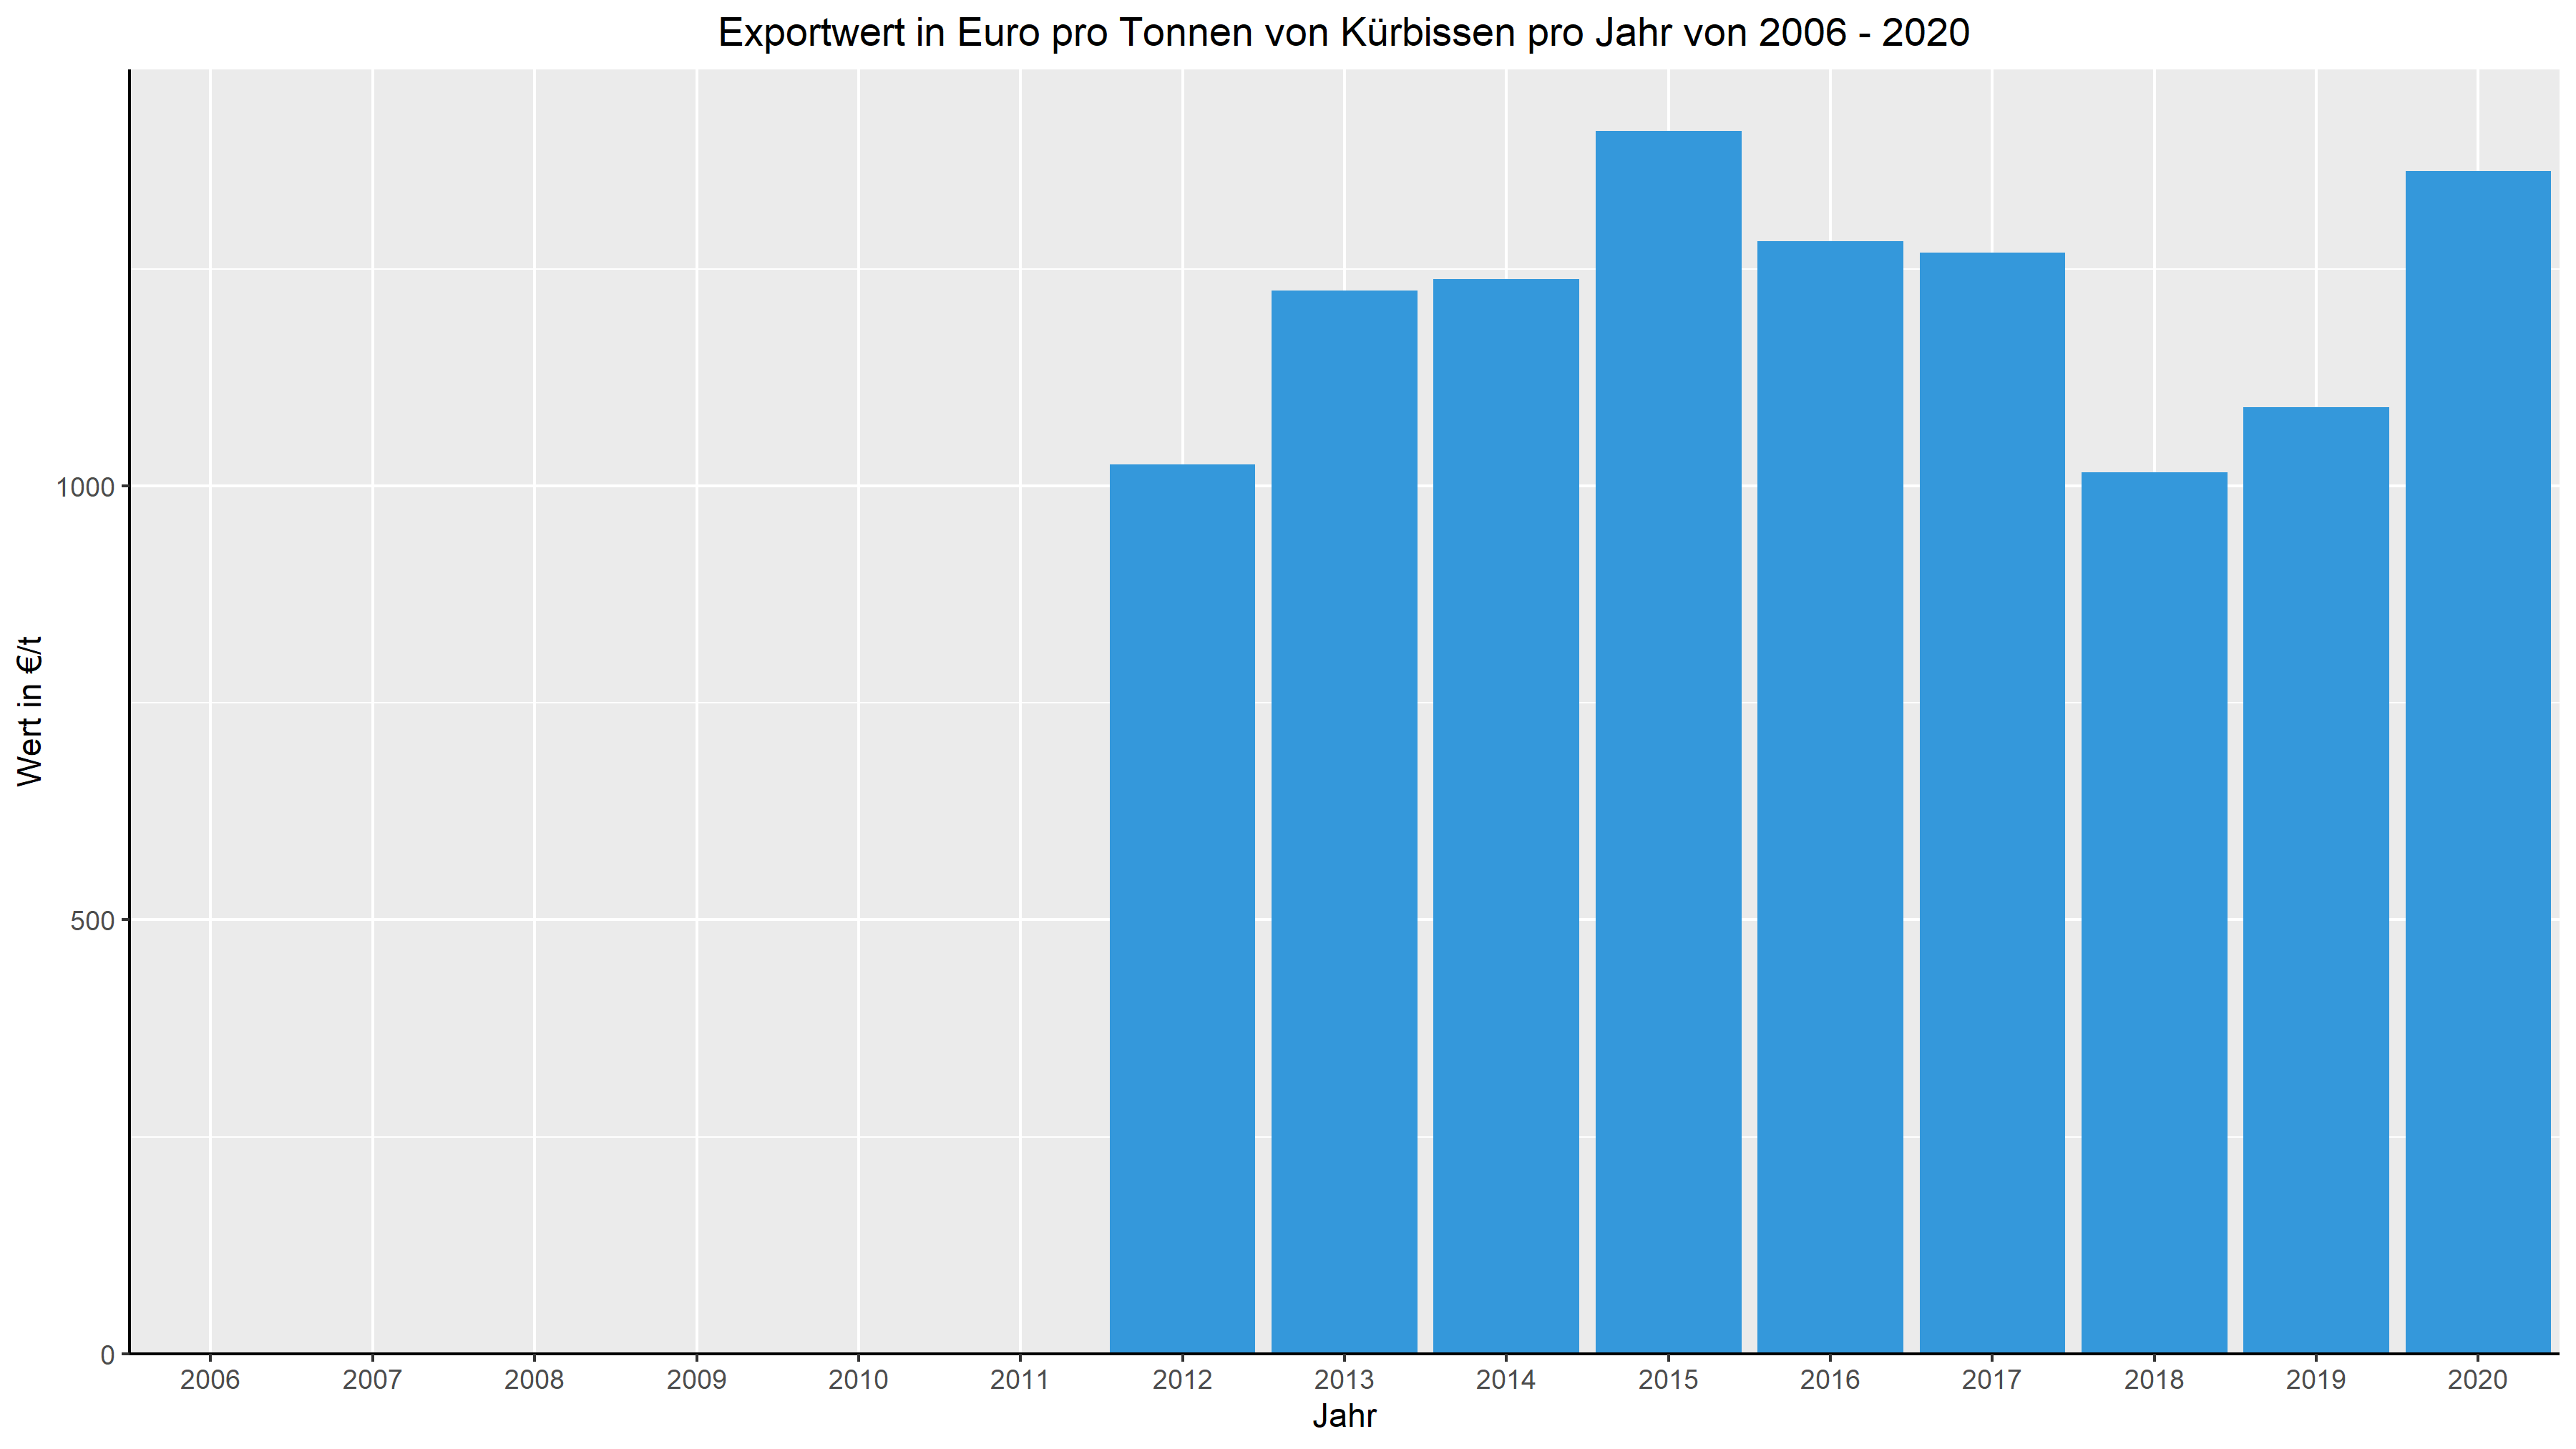 Exportwert in Euro pro Tonnen von Kürbissen pro Jahr von 2006 - 2020
Wert in €/t
1000
500
0
2006 2007 2008 2009 2010 2011 2012 2013 2014 2015 2016 2017 2018 2019 2020
Jahr